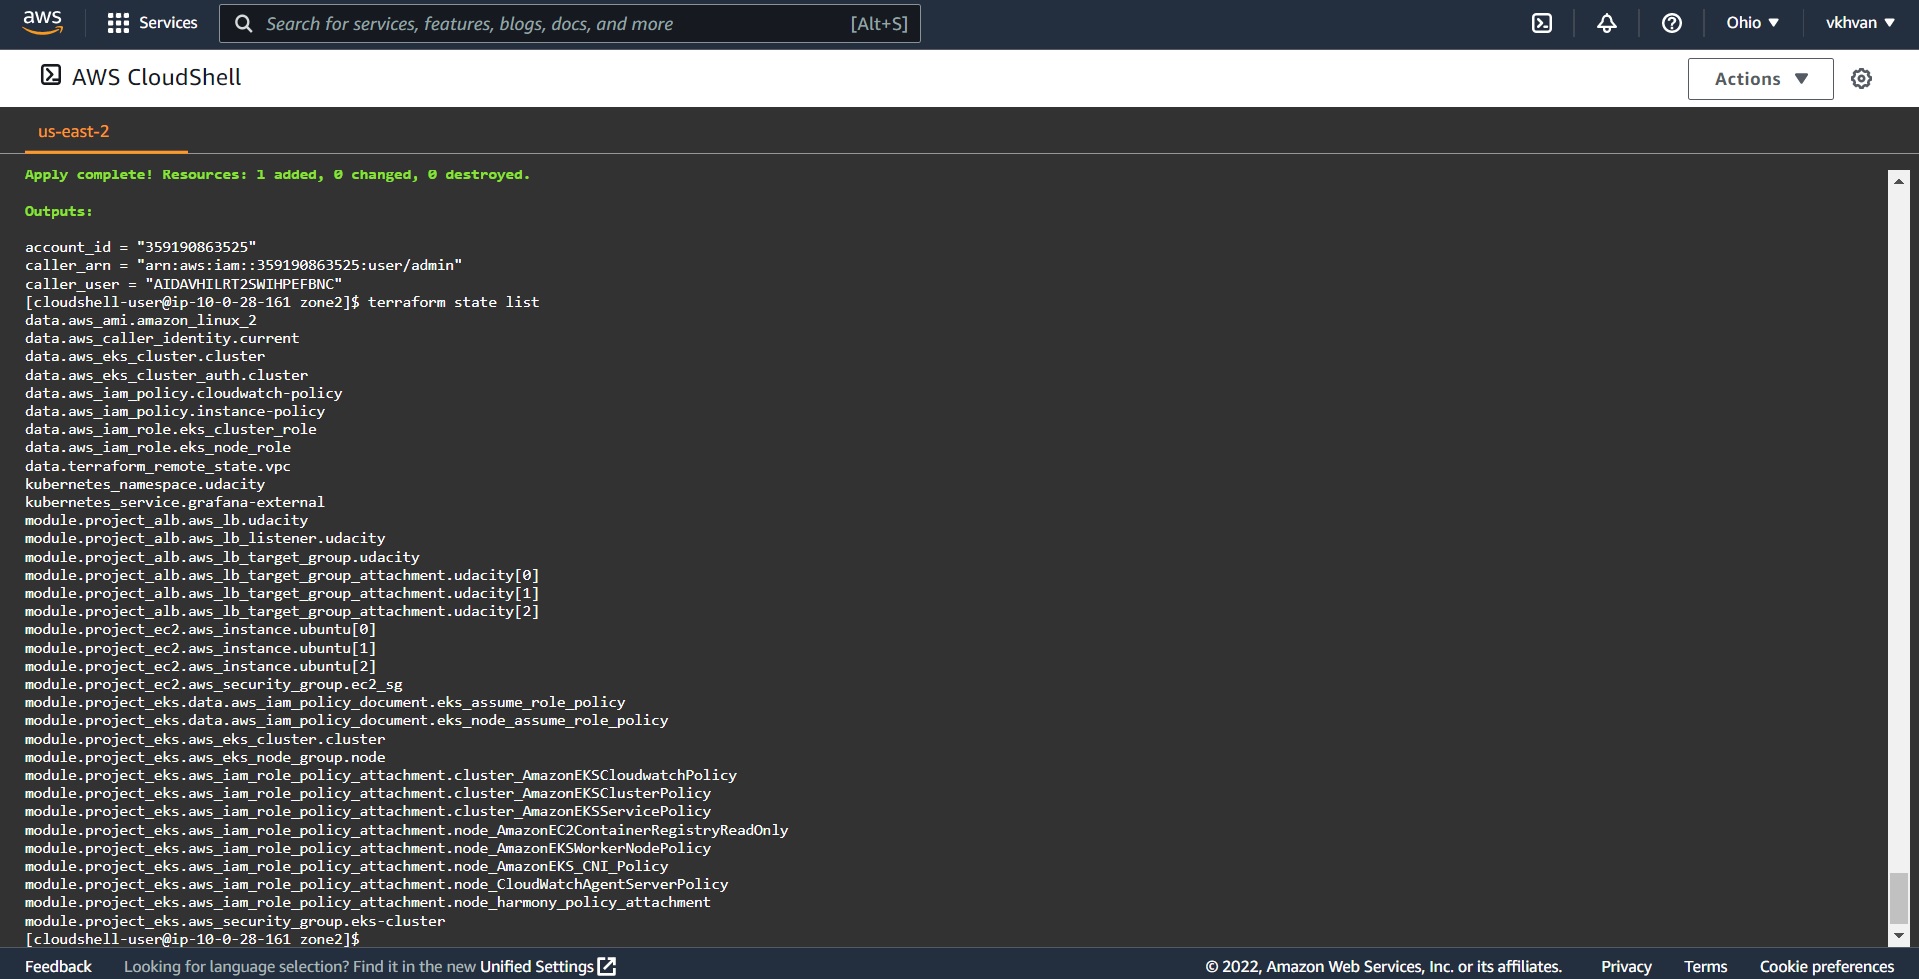 aws
Services
Search for services, features, blogs, docs, and more [Alt+S]
Ohio ▼
vkhvan ▼
AWS CloudShell
Actions ▼
us-east-2
Apply complete! Resources: 1 added, 0 changed, 0 destroyed.
Outputs:
account_id = "359190863525"
caller_arn = "arn:aws:iam::359190863525:user/admin"
caller_user = "AIDAVHILRT2SWIHPEFBNC"
[cloudshell-user@ip-10-0-28-161 zone2]$ terraform state list
data.aws_ami.amazon_linux_2
data.aws_caller_identity.current
data.aws_eks_cluster.cluster
data.aws_eks_cluster_auth.cluster
data.aws_iam_policy.cloudwatch-policy
data.aws_iam_policy.instance-policy
data.aws_iam_role.eks_cluster_role
data.aws_iam_role.eks_node_role
data.terraform_remote_state.vpc
kubernetes_namespace.udacity
kubernetes_service.grafana-external
module.project_alb.aws_lb.udacity
module.project_alb.aws_lb_listener.udacity
module.project_alb.aws_lb_target_group.udacity
module.project_alb.aws_lb_target_group_attachment.udacity[0]
module.project_alb.aws_lb_target_group_attachment.udacity[1]
module.project_alb.aws_lb_target_group_attachment.udacity[2]
module.project_ec2.aws_instance.ubuntu[0]
module.project_ec2.aws_instance.ubuntu[1]
module.project_ec2.aws_instance.ubuntu[2]
module.project_ec2.aws_security_group.ec2_sg
module.project_eks.data.aws_iam_policy_document.eks_assume_role_policy
module.project_eks.data.aws_iam_policy_document.eks_node_assume_role_policy
module.project_eks.aws_eks_cluster.cluster
module.project_eks.aws_eks_node_group.node
module.project_eks.aws_iam_role_policy_attachment.cluster_AmazonEKSCloudwatchPolicy
module.project_eks.aws_iam_role_policy_attachment.cluster_AmazonEKSClusterPolicy
module.project_eks.aws_iam_role_policy_attachment.cluster_AmazonEKSServicePolicy
module.project_eks.aws_iam_role_policy_attachment.node_AmazonEC2ContainerRegistryReadOnly
module.project_eks.aws_iam_role_policy_attachment.node_AmazonEKSWorkerNodePolicy
module.project_eks.aws_iam_role_policy_attachment.node_AmazonEKS_CNI_Policy
module.project_eks.aws_iam_role_policy_attachment.node_CloudWatchAgentServerPolicy
module.project_eks.aws_iam_role_policy_attachment.node_harmony_policy_attachment
module.project_eks.aws_security_group.eks-cluster
[cloudshell-user@ip-10-0-28-161 zone2]$
Feedback Looking for language selection? Find it in the new Unified Settings © 2022, Amazon Web Services, Inc. or its affiliates. Privacy Terms Cookie preferences